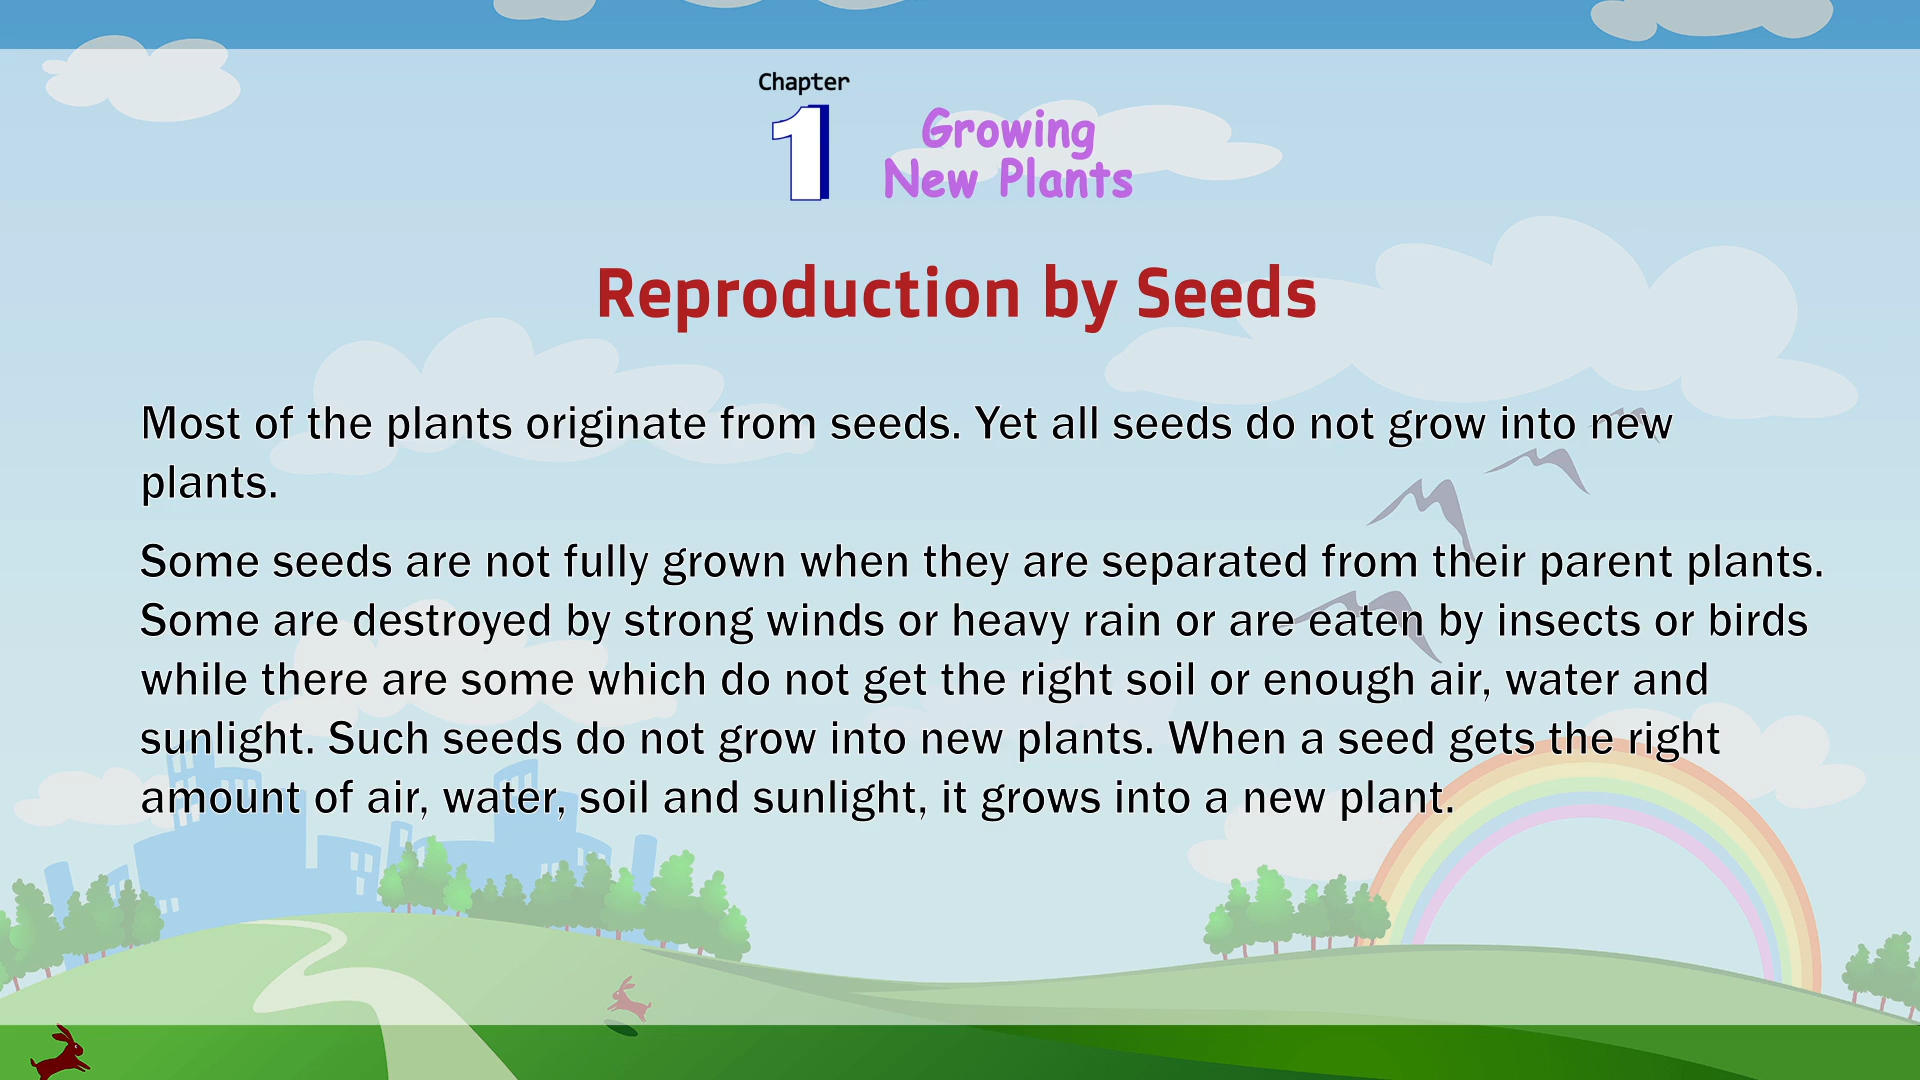 Chapter
1
Growing
New Plants
Reproduction by Seeds
Most of the plants originate from seeds. Yet all seeds do not grow into new
plants.
Some seeds are not fully grown when they are separated from their parent plants.
Some are destroyed by strong winds or heavy rain or are eaten by insects or birds
while there are some which do not get the right soil or enough air, water and
sunlight. Such seeds do not grow into new plants. When a seed gets the right
amount of air, water, soil and sunlight, it grows into a new plant.